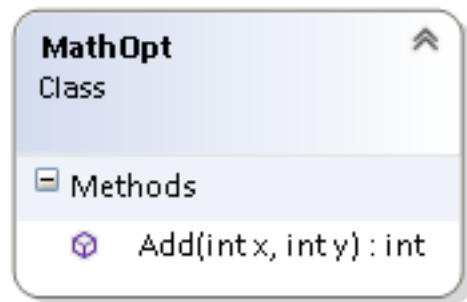 MathOpt
Class
Methods
Add(int x, int y) : int